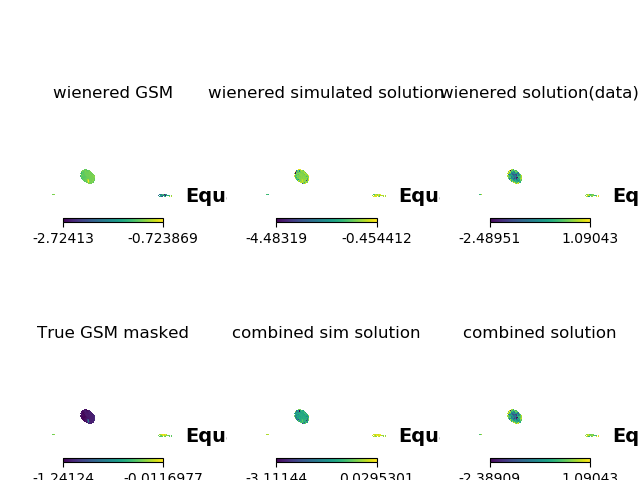 wienered GSM
wienered simulated solution
wienered solution(data)
Equ
Equ
Eq
-2.72413 -0.723869
-4.48319 -0.454412
-2.48951 1.09043
True GSM masked
combined sim solution
combined solution
Equ
Equ
Eq
-1.24124 -0.0116977
-3.11144 0.0295301
-2.38909 1.09043